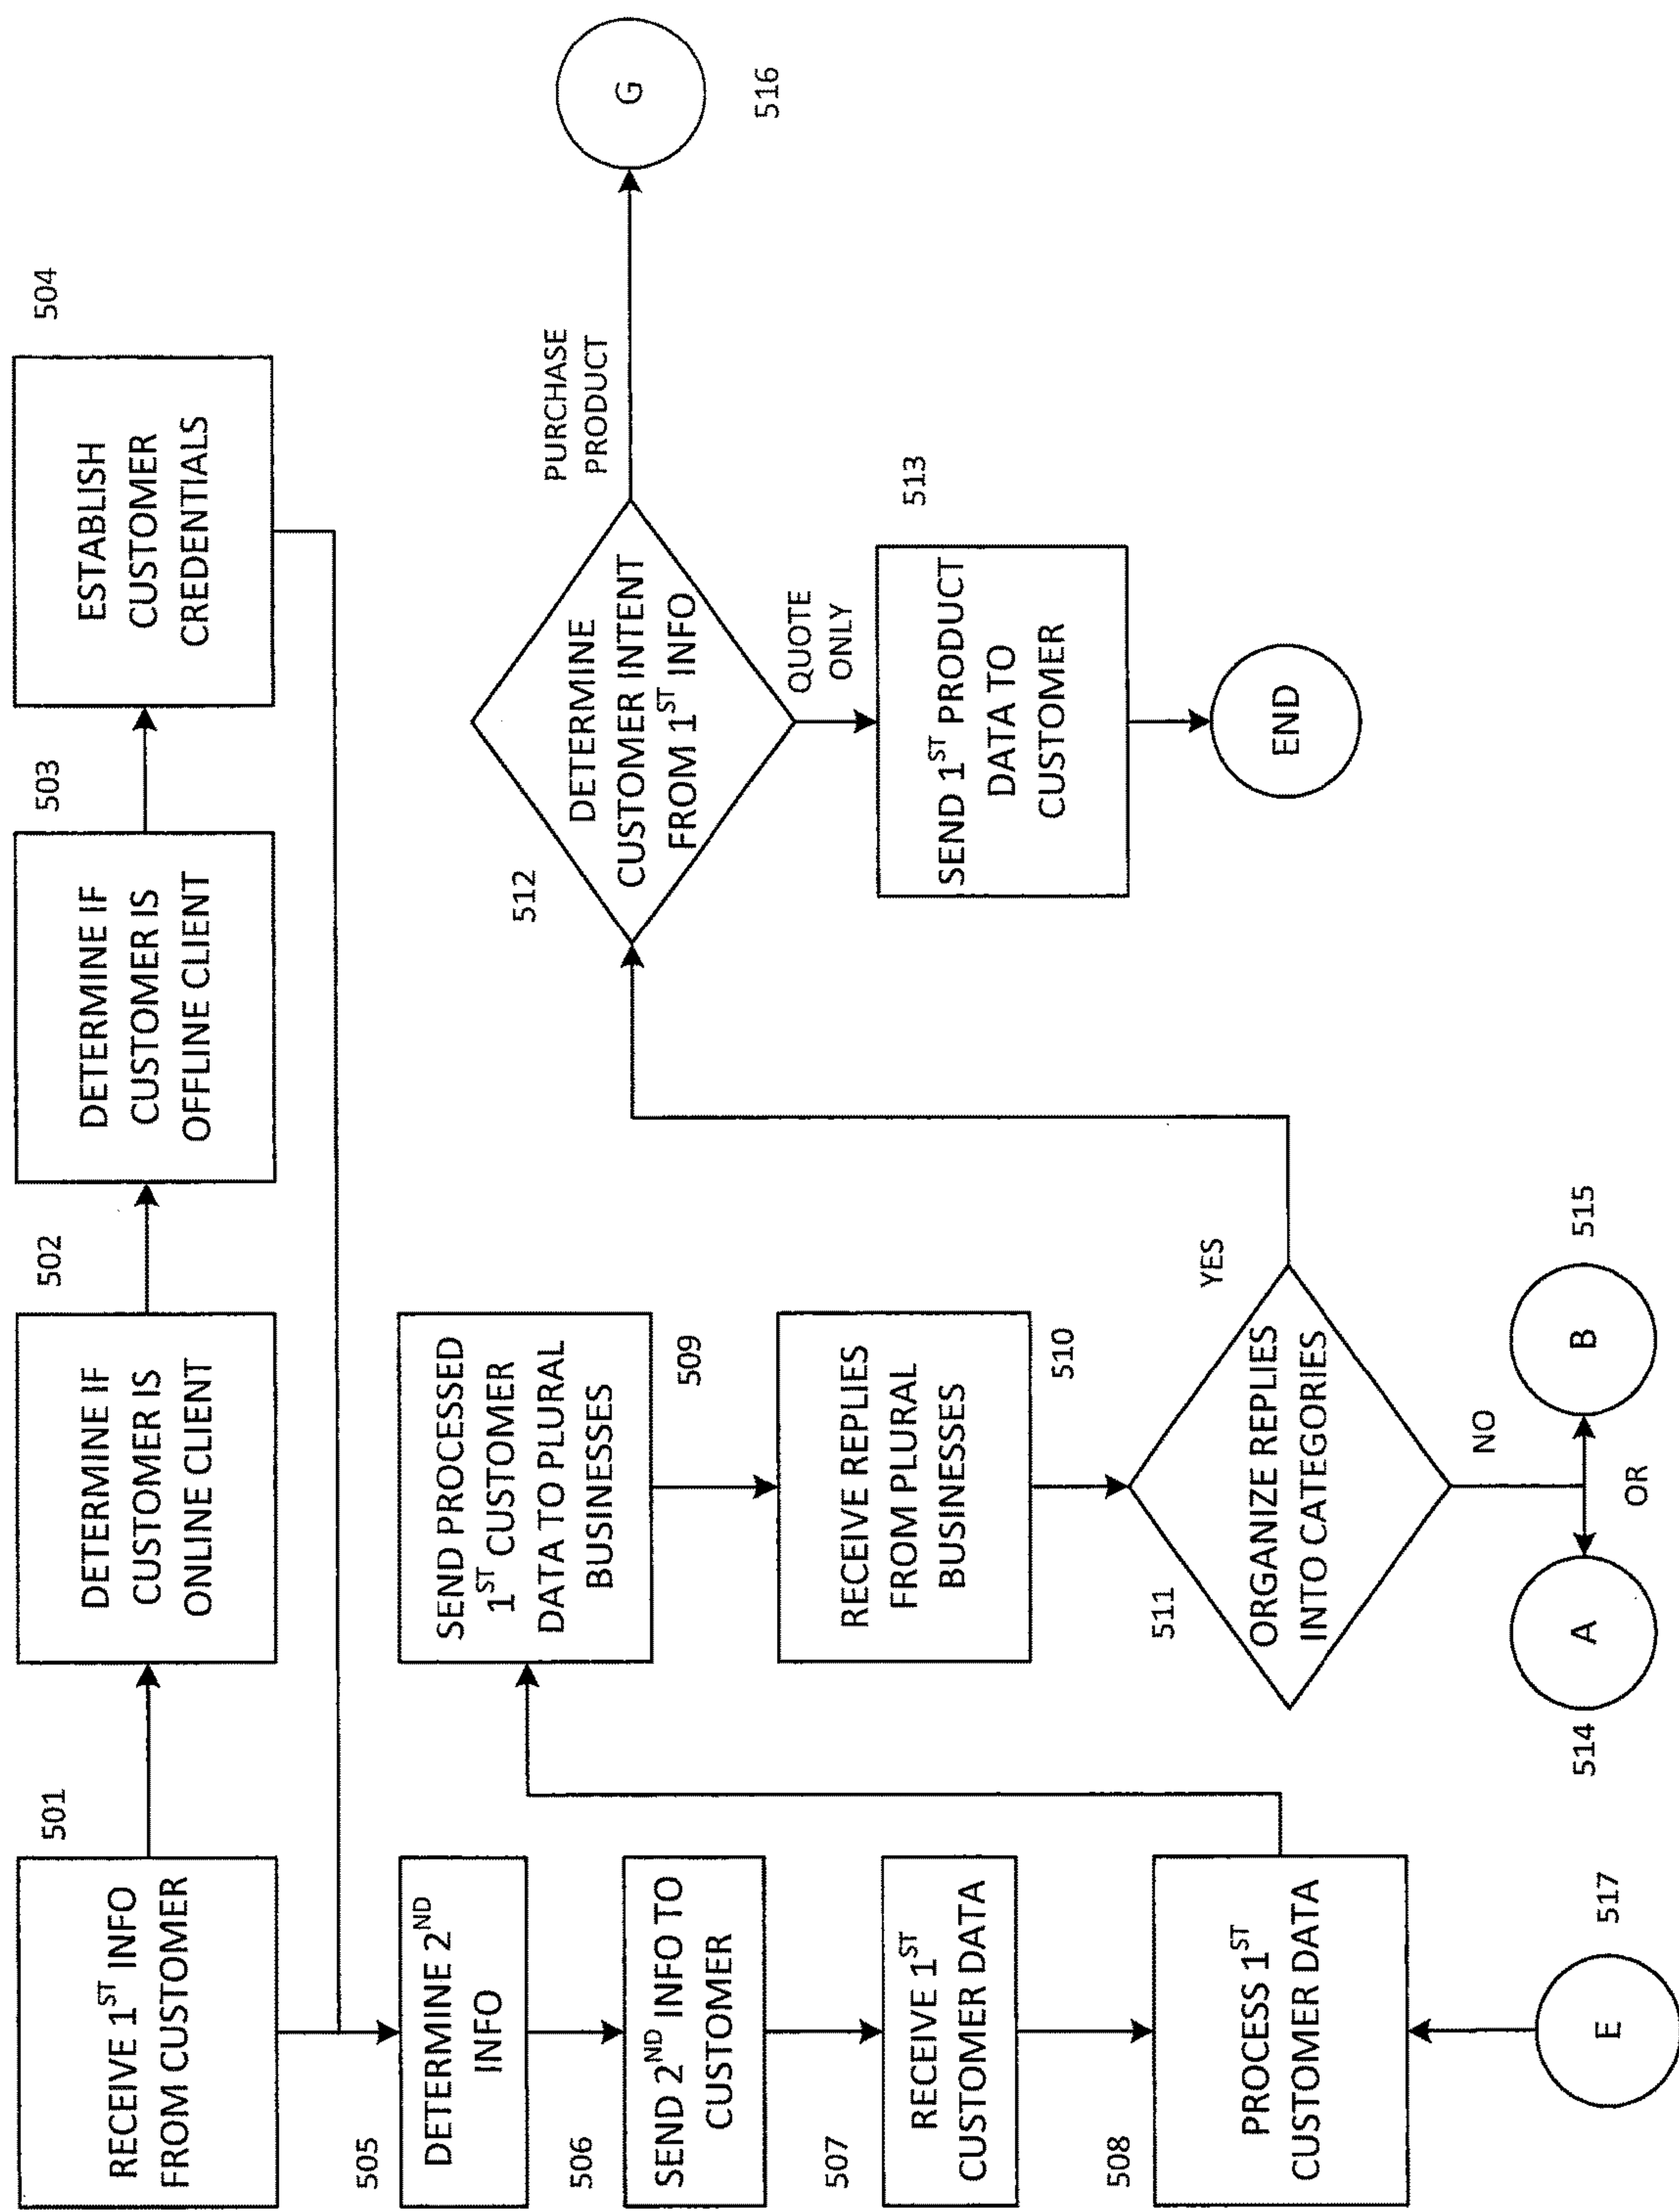 501
RECEIVE 1ST INFO
FROM CUSTOMER
502
DETERMINE IF
CUSTOMER IS
ONLINE CLIENT
503
DETERMINE IF
CUSTOMER IS
OFFLINE CLIENT
504
ESTABLISH
CUSTOMER
CREDENTIALS
505
DETERMINE 2ND
INFO
506
SEND 2ND INFO TO
CUSTOMER
507
RECEIVE 1ST
CUSTOMER DATA
508
PROCESS 1ST
CUSTOMER DATA
E
517
SEND PROCESSED
1ST CUSTOMER
DATA TO PLURAL
BUSINESSES
509
RECEIVE REPLIES
FROM PLURAL
BUSINESSES
510
511
ORGANIZE REPLIES
INTO CATEGORIES
YES
NO
A
OR
B
514
515
512
DETERMINE
CUSTOMER INTENT
FROM 1ST INFO
PURCHASE
PRODUCT
G
516
QUOTE
ONLY
513
SEND 1ST PRODUCT
DATA TO
CUSTOMER
END